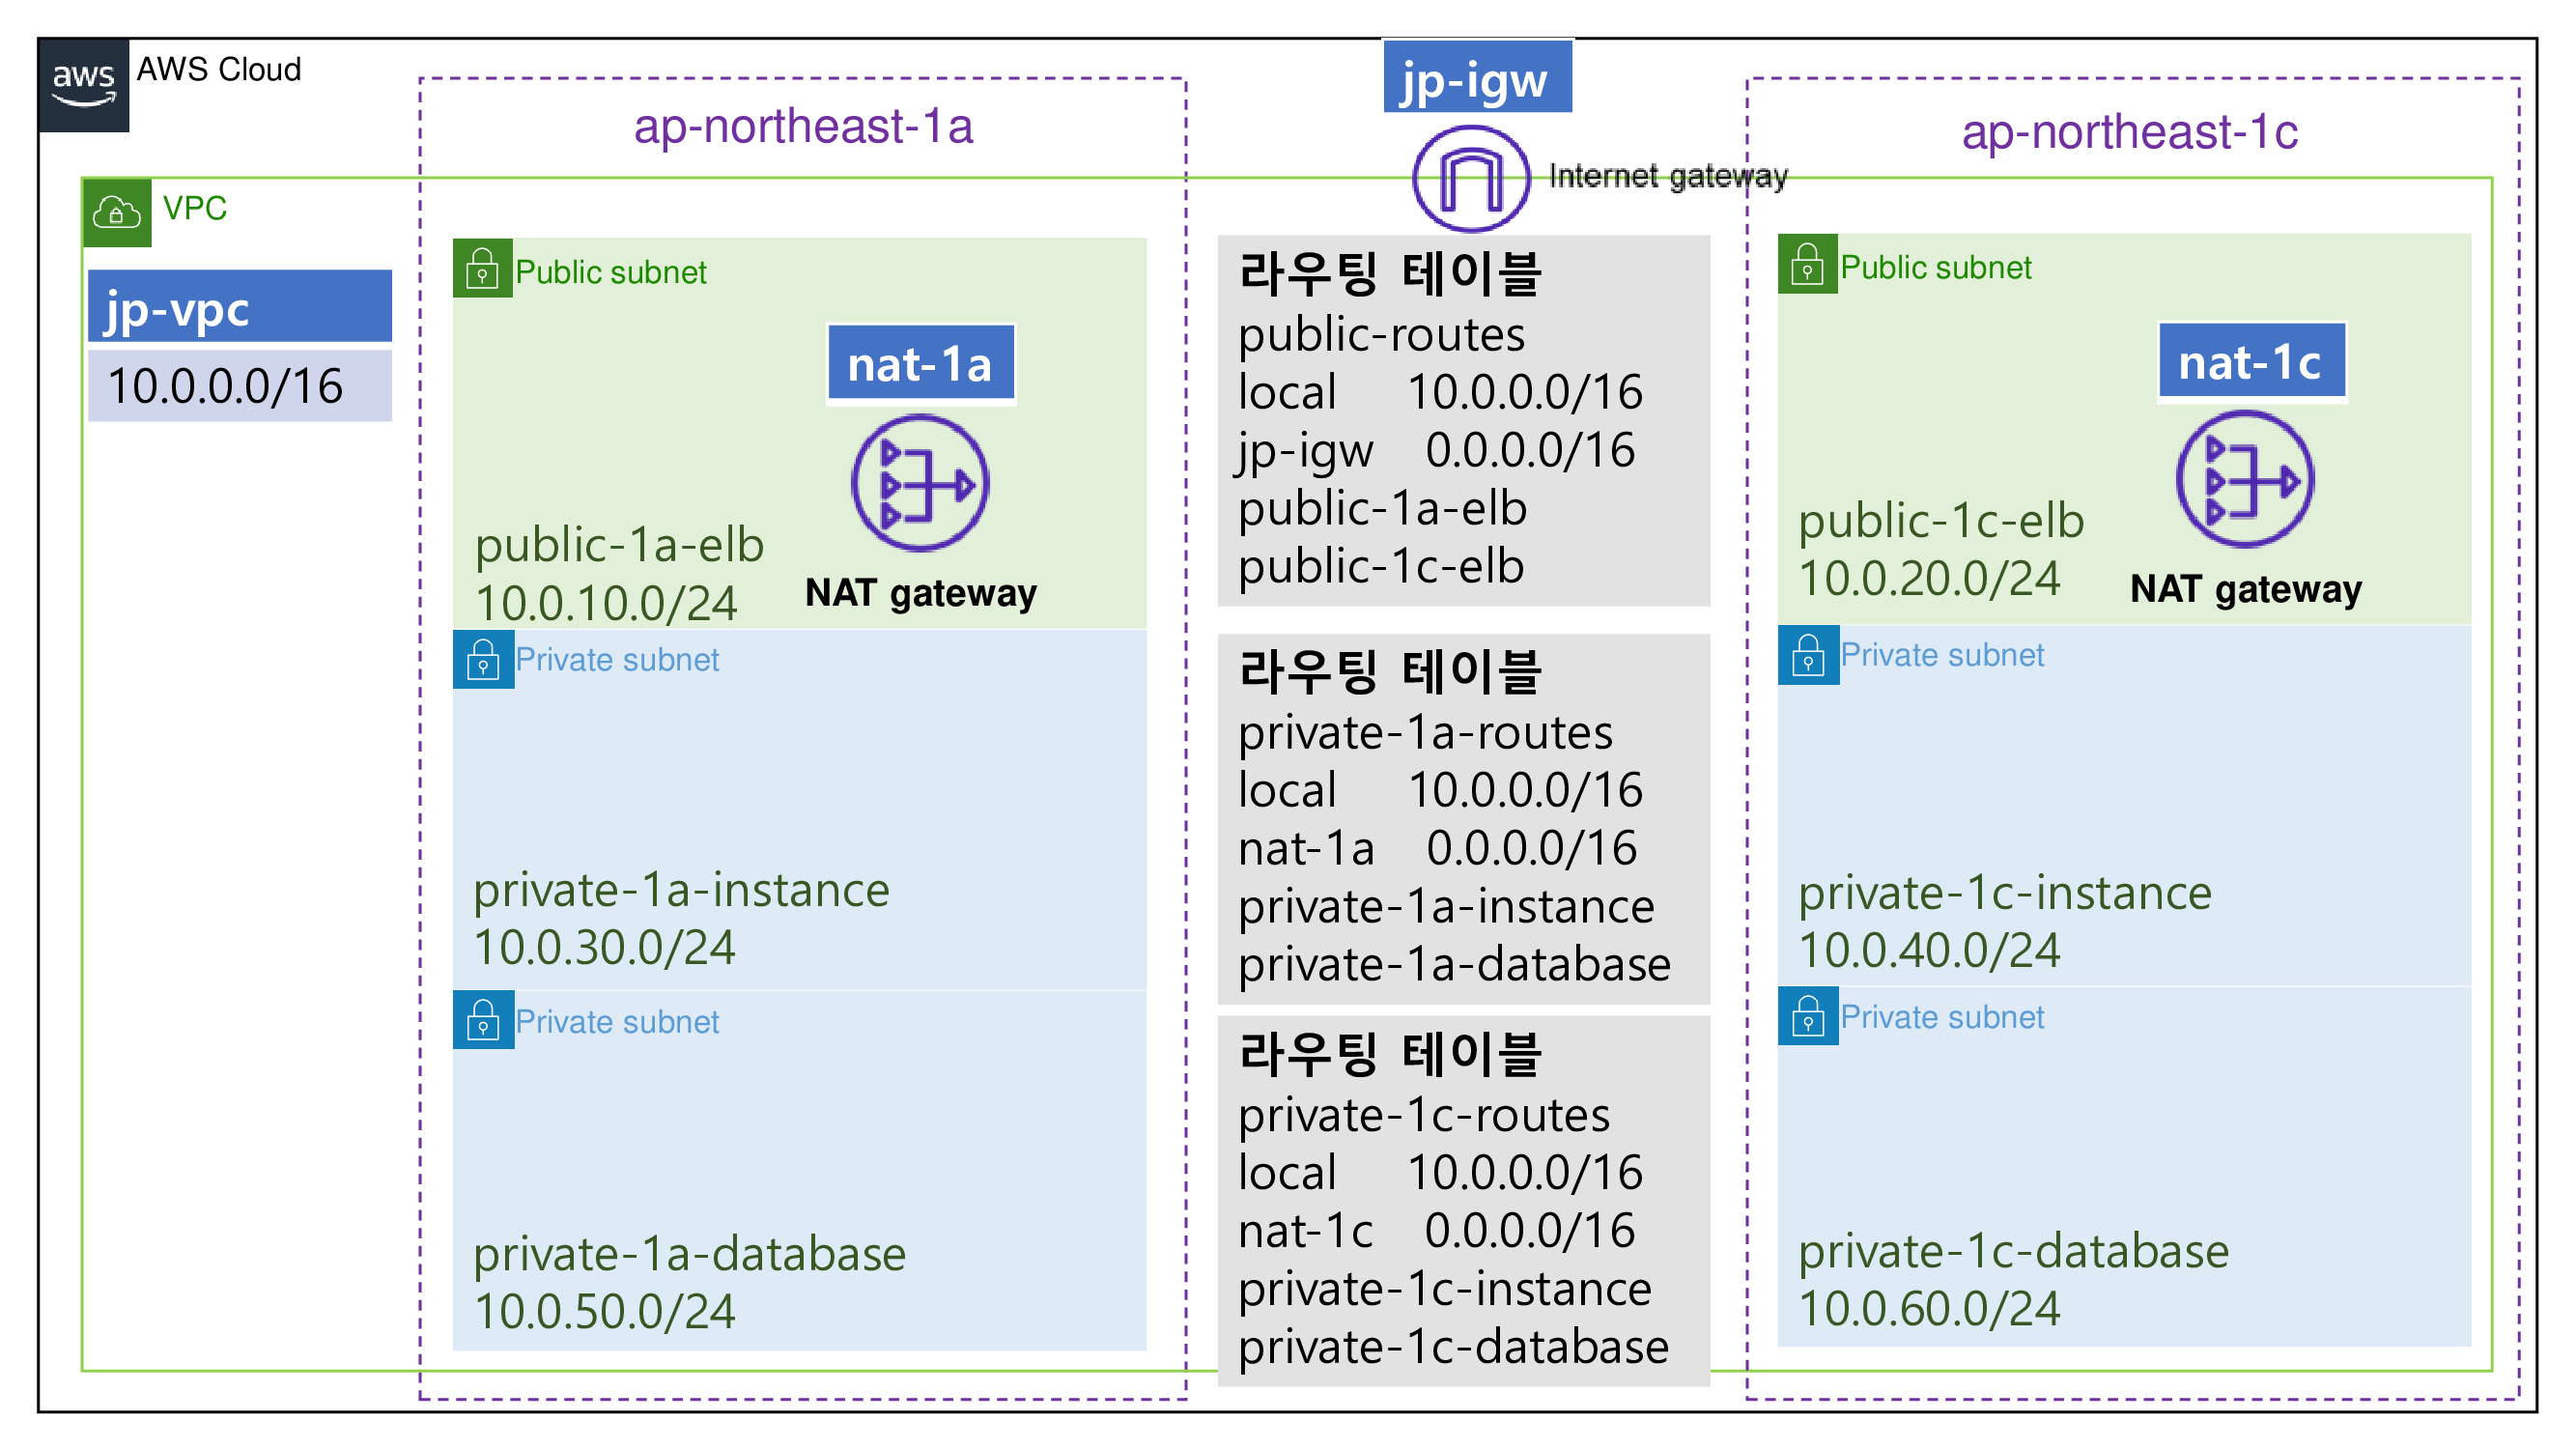 aws
AWS Cloud
ap-northeast-1a
jp-igw
Internet gateway
ap-northeast-1c
VPC
jp-vpc
10.0.0.0/16
Public subnet
nat-1a
public-1a-elb
10.0.10.0/24
NAT gateway
Private subnet
private-1a-instance
10.0.30.0/24
Private subnet
private-1a-database
10.0.50.0/24
라우팅 테이블
public-routes
local 10.0.0.0/16
jp-igw 0.0.0.0/16
public-1a-elb
public-1c-elb
라우팅 테이블
private-1a-routes
local 10.0.0.0/16
nat-1a 0.0.0.0/16
private-1a-instance
private-1a-database
라우팅 테이블
private-1c-routes
local 10.0.0.0/16
nat-1c 0.0.0.0/16
private-1c-instance
private-1c-database
Public subnet
nat-1c
public-1c-elb
10.0.20.0/24
NAT gateway
Private subnet
private-1c-instance
10.0.40.0/24
Private subnet
private-1c-database
10.0.60.0/24